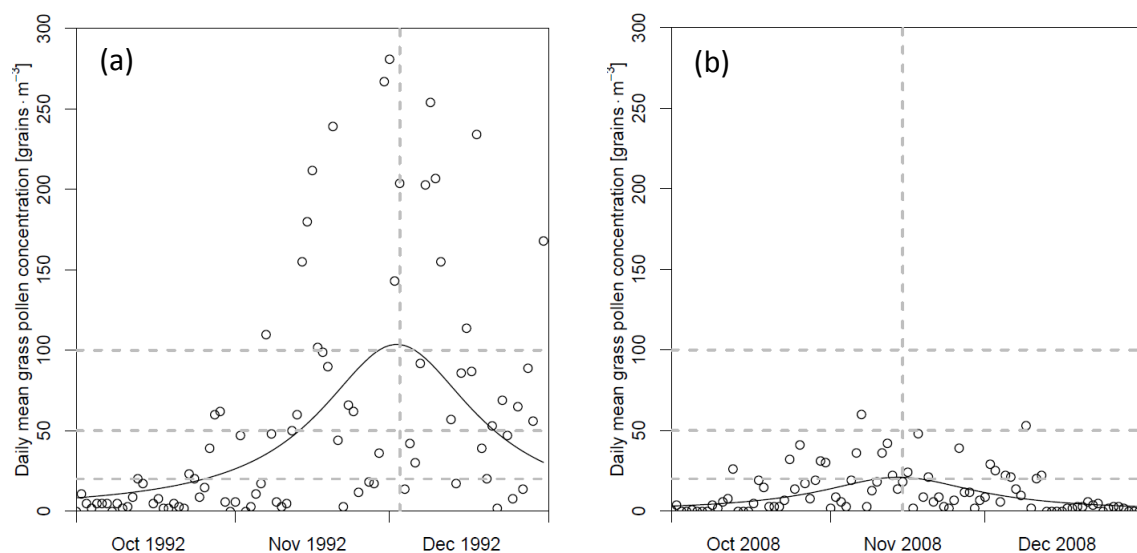 (a)
Daily mean grass pollen concentration [grains · m⁻³]
300
250
200
150
100
50
0
Oct 1992
Nov 1992
Dec 1992
(b)
Daily mean grass pollen concentration [grains · m⁻³]
300
250
200
150
100
50
0
Oct 2008
Nov 2008
Dec 2008